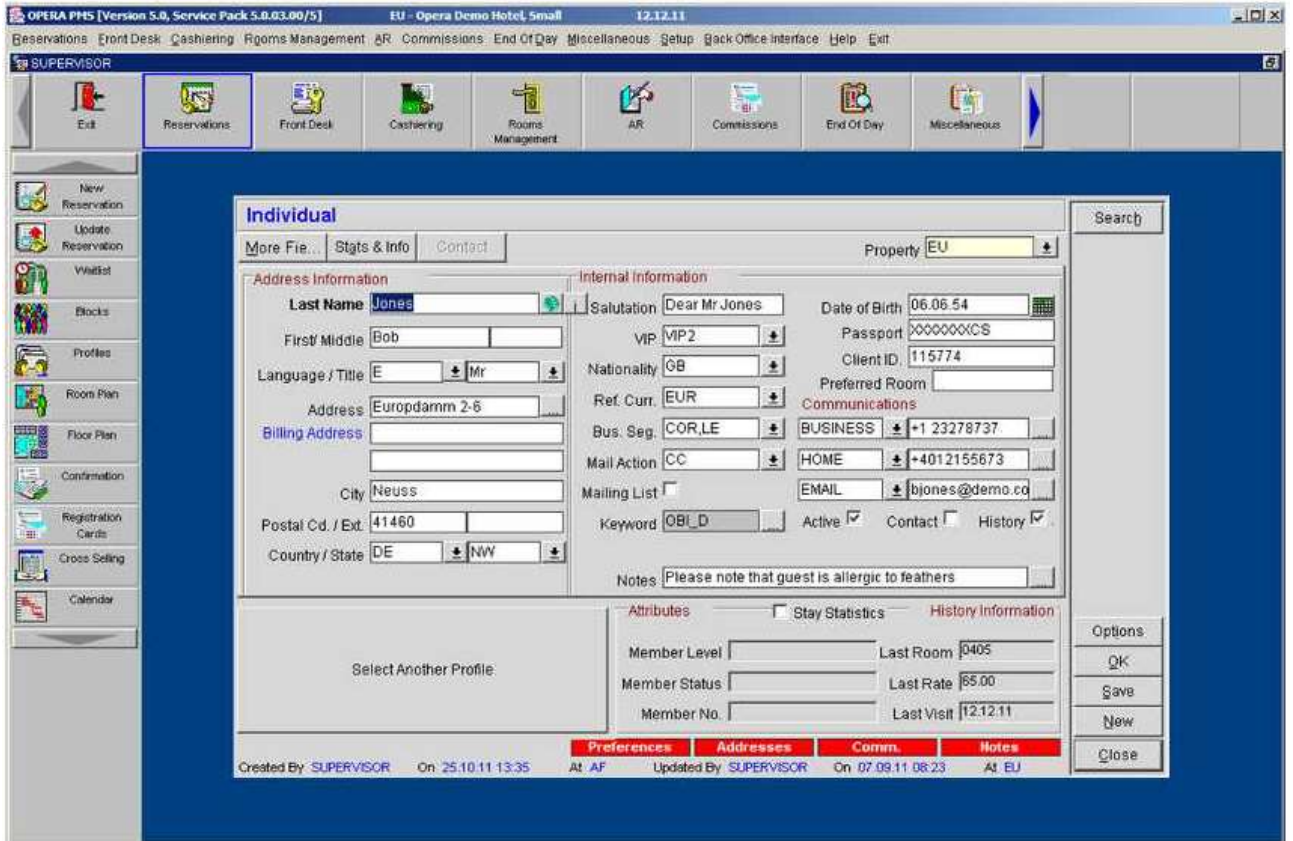 OPERA PMS [Version 5.0, Service Pack 5.0.03.00/5] EU - Opera Demo Hotel, Small 12.12.11
Reservations Front Desk Cashiering Rooms Management AR Commissions End Of Day Miscellaneous Setup Back Office Interface Help Exit
SUPERVISOR
Exit Reservations Front Desk Cashiering Rooms Management AR Commissions End Of Day Miscellaneous
New Reservation
Update Reservation
Waitlist
Blocks
Profiles
Room Plan
Floor Plan
Confirmation
Registration Cards
Cross Selling
Calendar
Individual
Search
More Fie... Stats & Info Contact Property EU
Address Information
Last Name Jones
First/ Middle Bob
Language / Title E Mr
Address Europdamm 2-6
Billing Address
City Neuss
Postal Cd. / Ext. 41460
Country / State DE NW
Internal Information
Salutation Dear Mr Jones
VIP VIP2
Nationality GB
Ref. Curr. EUR
Bus. Seg. COR,LE
Mail Action CC
Mailing List
Keyword OBI_D
Date of Birth 06.06.54
Passport XXXXXXXCS
Client ID. 115774
Preferred Room
Communications
BUSINESS +1 23278737
HOME +4012155673
EMAIL bjones@demo.co
Active Contact History
Notes Please note that guest is allergic to feathers
Select Another Profile
Attributes Stay Statistics History Information
Member Level Last Room 0405
Member Status Last Rate 65.00
Member No. Last Visit 12.12.11
Options
OK
Save
New
Close
Preferences Addresses Comm. Notes
Created By SUPERVISOR On 25.10.11 13:35 At AF Updated By SUPERVISOR On 07.09.11 08:23 At EU